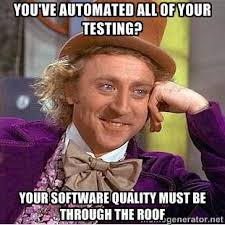 YOU'VE AUTOMATED ALL OF YOUR
TESTING?
YOUR SOFTWARE QUALITY MUST BE
THROUGH THE ROOF
generator.net